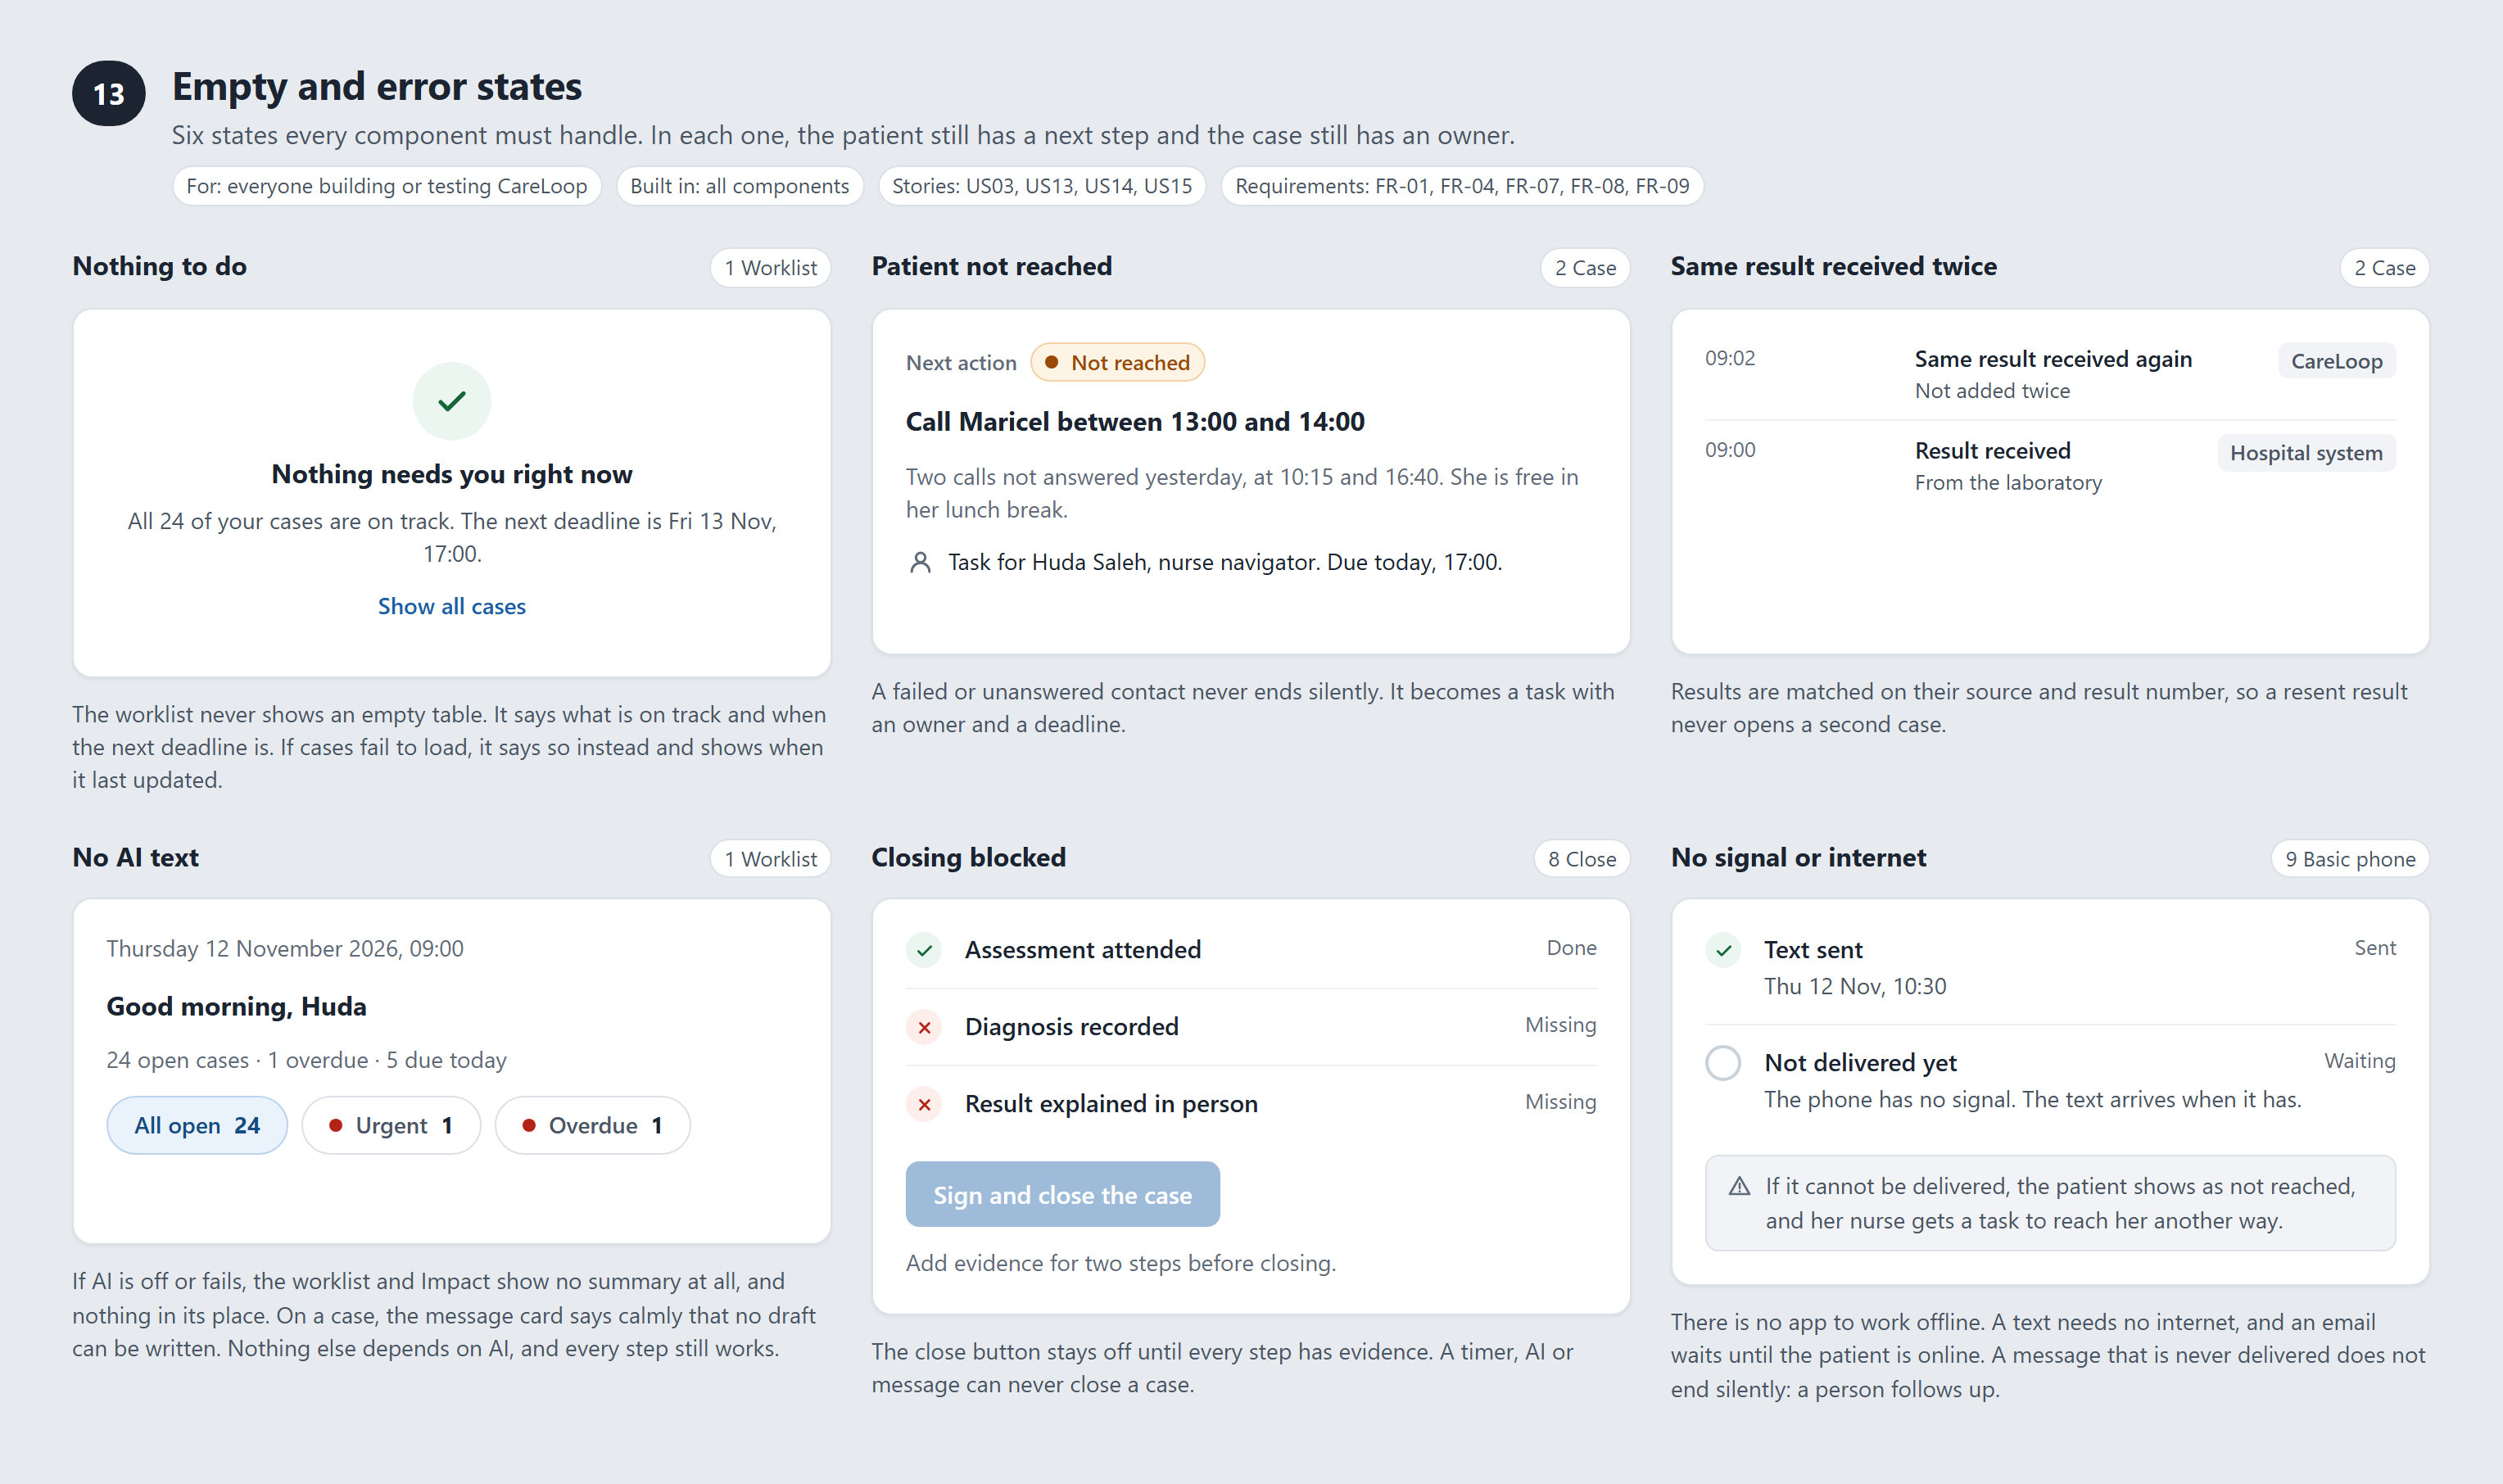 13
Empty and error states
Six states every component must handle. In each one, the patient still has a next step and the case still has an owner.
For: everyone building or testing CareLoop
Built in: all components
Stories: US03, US13, US14, US15
Requirements: FR-01, FR-04, FR-07, FR-08, FR-09
Nothing to do
1 Worklist
Nothing needs you right now
All 24 of your cases are on track. The next deadline is Fri 13 Nov,
17:00.
Show all cases
The worklist never shows an empty table. It says what is on track and when
the next deadline is. If cases fail to load, it says so instead and shows when
it last updated.
Patient not reached
2 Case
Next action
Not reached
Call Maricel between 13:00 and 14:00
Two calls not answered yesterday, at 10:15 and 16:40. She is free in
her lunch break.
Task for Huda Saleh, nurse navigator. Due today, 17:00.
A failed or unanswered contact never ends silently. It becomes a task with
an owner and a deadline.
Same result received twice
2 Case
09:02
Same result received again
CareLoop
Not added twice
09:00
Result received
Hospital system
From the laboratory
Results are matched on their source and result number, so a resent result
never opens a second case.
No AI text
1 Worklist
Thursday 12 November 2026, 09:00
Good morning, Huda
24 open cases · 1 overdue · 5 due today
All open 24
Urgent 1
Overdue 1
If AI is off or fails, the worklist and Impact show no summary at all, and
nothing in its place. On a case, the message card says calmly that no draft
can be written. Nothing else depends on AI, and every step still works.
Closing blocked
8 Close
Assessment attended
Done
Diagnosis recorded
Missing
Result explained in person
Missing
Sign and close the case
Add evidence for two steps before closing.
The close button stays off until every step has evidence. A timer, AI or
message can never close a case.
No signal or internet
9 Basic phone
Text sent
Sent
Thu 12 Nov, 10:30
Not delivered yet
Waiting
The phone has no signal. The text arrives when it has.
If it cannot be delivered, the patient shows as not reached,
and her nurse gets a task to reach her another way.
There is no app to work offline. A text needs no internet, and an email
waits until the patient is online. A message that is never delivered does not
end silently: a person follows up.